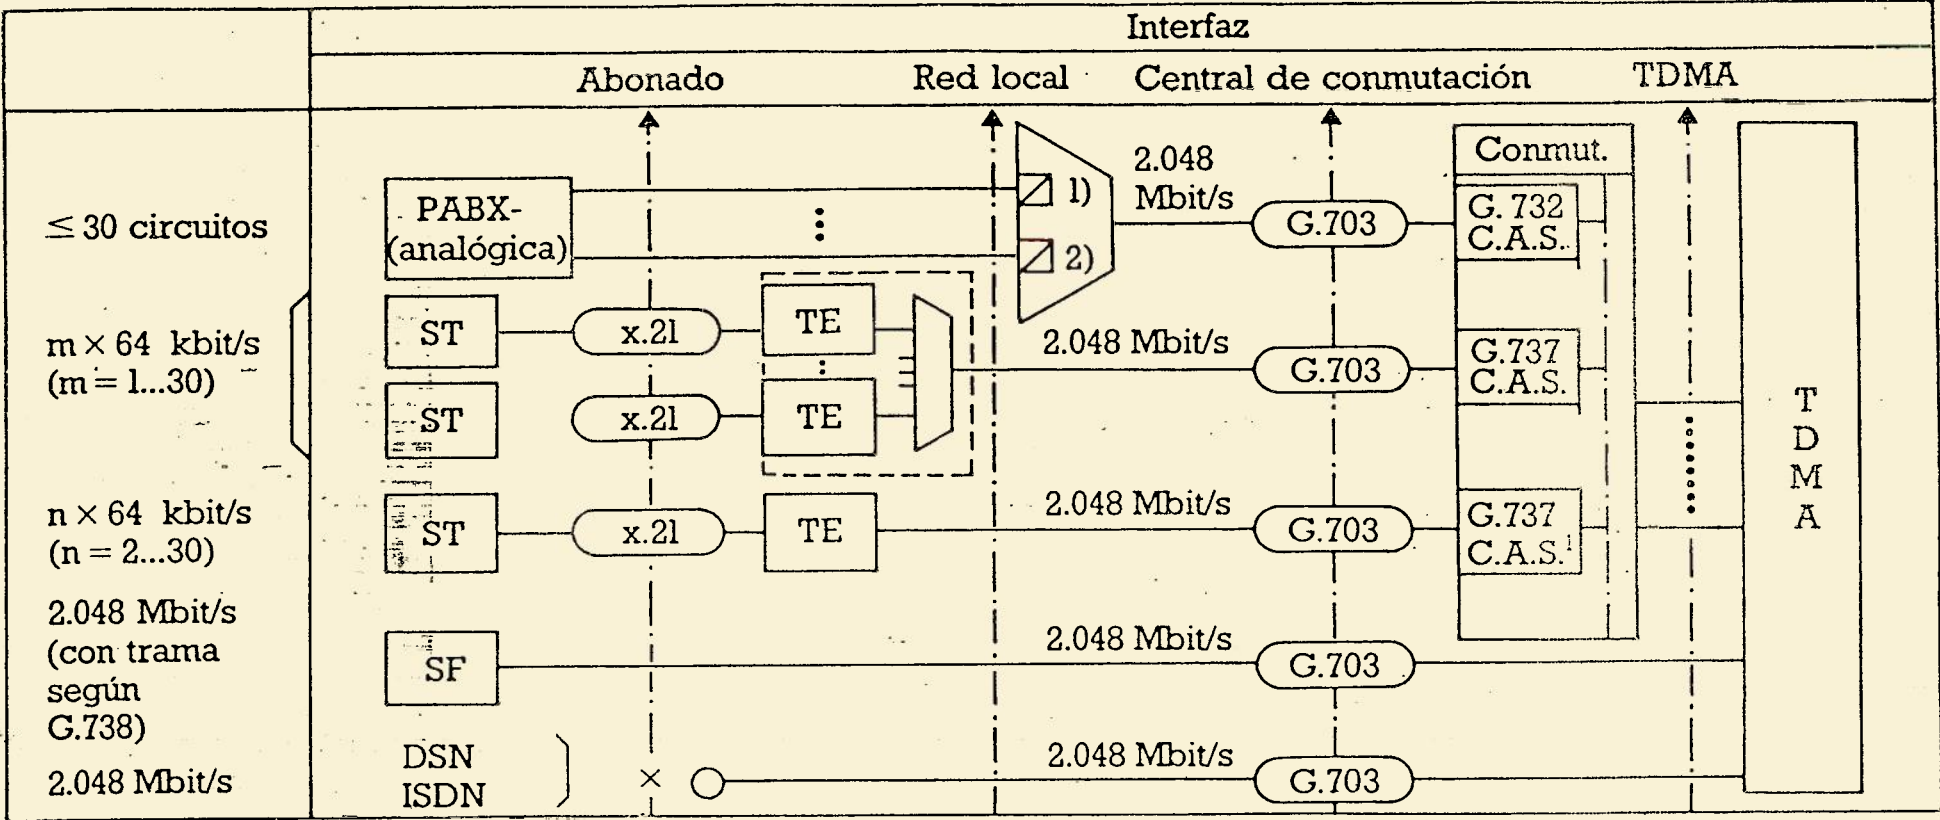 Interfaz
Abonado Red local Central de conmutación TDMA
≤ 30 circuitos
PABX-
(analógica)
1)
2)
2.048
Mbit/s
G.703
Conmut.
G. 732
C.A.S.
m × 64 kbit/s
(m = 1...30)
ST
x.21
TE
2.048 Mbit/s
G.703
G.737
C.A.S.
ST
x.21
TE
n × 64 kbit/s
(n = 2...30)
ST
x.21
TE
2.048 Mbit/s
G.703
G.737
C.A.S.¹
T
D
M
A
2.048 Mbit/s
(con trama
según
G.738)
SF
2.048 Mbit/s
G.703
2.048 Mbit/s
DSN
ISDN
2.048 Mbit/s
G.703